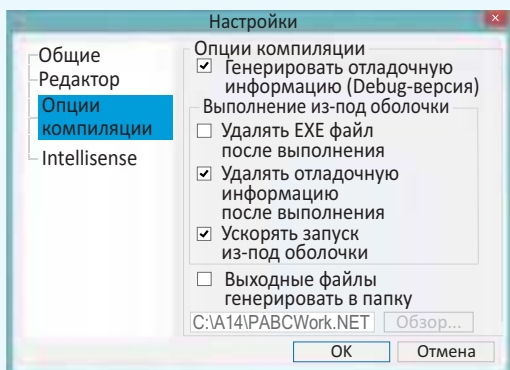 Настройки
Общие
Редактор
Опции
компиляции
Intellisense
Опции компиляции
Генерировать отладочную
информацию (Debug-версия)
Выполнение из-под оболочки
Удалять EXE файл
после выполнения
Удалять отладочную
информацию
после выполнения
Ускорять запуск
из-под оболочки
Выходные файлы
генерировать в папку
C:\A14\PABCWork.NET
Обзор...
ОК
Отмена